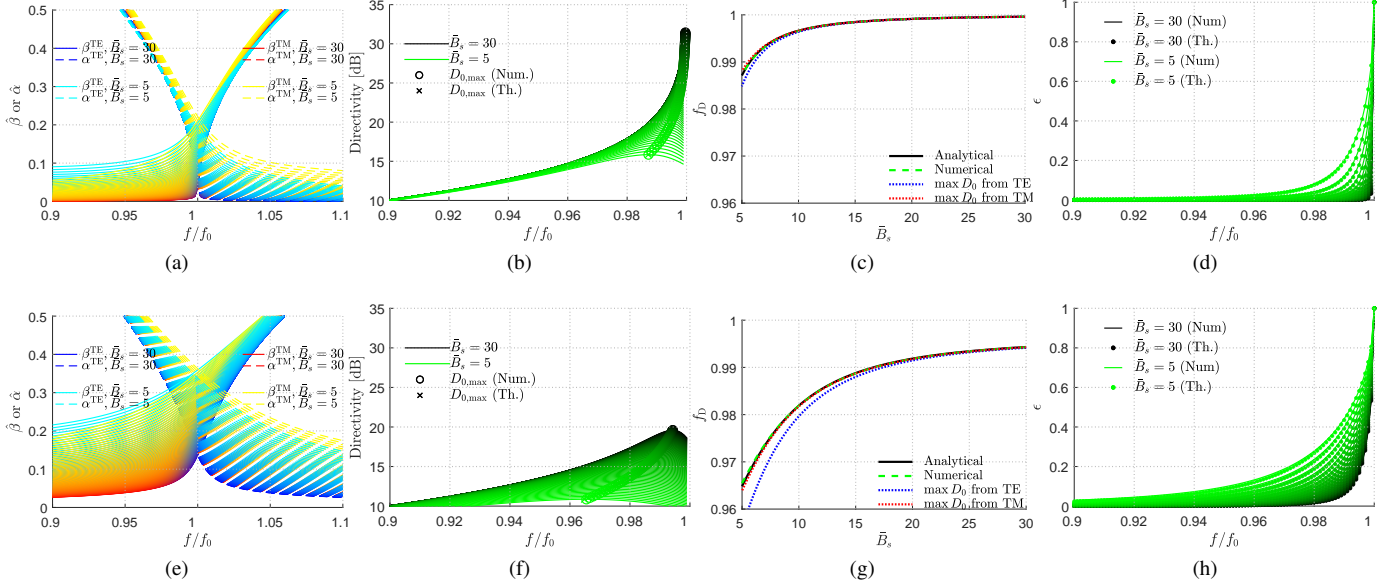 0.5
0.4
0.3
0.2
0.1
0
β̂ or α̂
β^TE, B̄_s = 30
α^TE, B̄_s = 30
β^TE, B̄_s = 5
α^TE, B̄_s = 5
β^TM, B̄_s = 30
α^TM, B̄_s = 30
β^TM, B̄_s = 5
α^TM, B̄_s = 5
0.9 0.95 1 1.05 1.1
f/f_0
(a)
35
30
25
20
15
10
Directivity [dB]
B̄_s = 30
B̄_s = 5
D_0,max (Num.)
D_0,max (Th.)
0.9 0.92 0.94 0.96 0.98 1
f/f_0
(b)
1
0.99
0.98
0.97
0.96
f_D
Analytical
Numerical
max D_0 from TE
max D_0 from TM
5 10 15 20 25 30
B̄_s
(c)
1
0.8
0.6
0.4
0.2
0
ϵ
B̄_s = 30 (Num)
B̄_s = 30 (Th.)
B̄_s = 5 (Num)
B̄_s = 5 (Th.)
0.9 0.92 0.94 0.96 0.98 1
f/f_0
(d)
0.5
0.4
0.3
0.2
0.1
0
β̂ or α̂
β^TE, B̄_s = 30
α^TE, B̄_s = 30
β^TE, B̄_s = 5
α^TE, B̄_s = 5
β^TM, B̄_s = 30
α^TM, B̄_s = 30
β^TM, B̄_s = 5
α^TM, B̄_s = 5
0.9 0.95 1 1.05 1.1
f/f_0
(e)
35
30
25
20
15
10
Directivity [dB]
B̄_s = 30
B̄_s = 5
D_0,max (Num.)
D_0,max (Th.)
0.9 0.92 0.94 0.96 0.98 1
f/f_0
(f)
1
0.99
0.98
0.97
0.96
f_D
Analytical
Numerical
max D_0 from TE
max D_0 from TM
5 10 15 20 25 30
B̄_s
(g)
1
0.8
0.6
0.4
0.2
0
ϵ
B̄_s = 30 (Num)
B̄_s = 30 (Th.)
B̄_s = 5 (Num)
B̄_s = 5 (Th.)
0.9 0.92 0.94 0.96 0.98 1
f/f_0
(h)